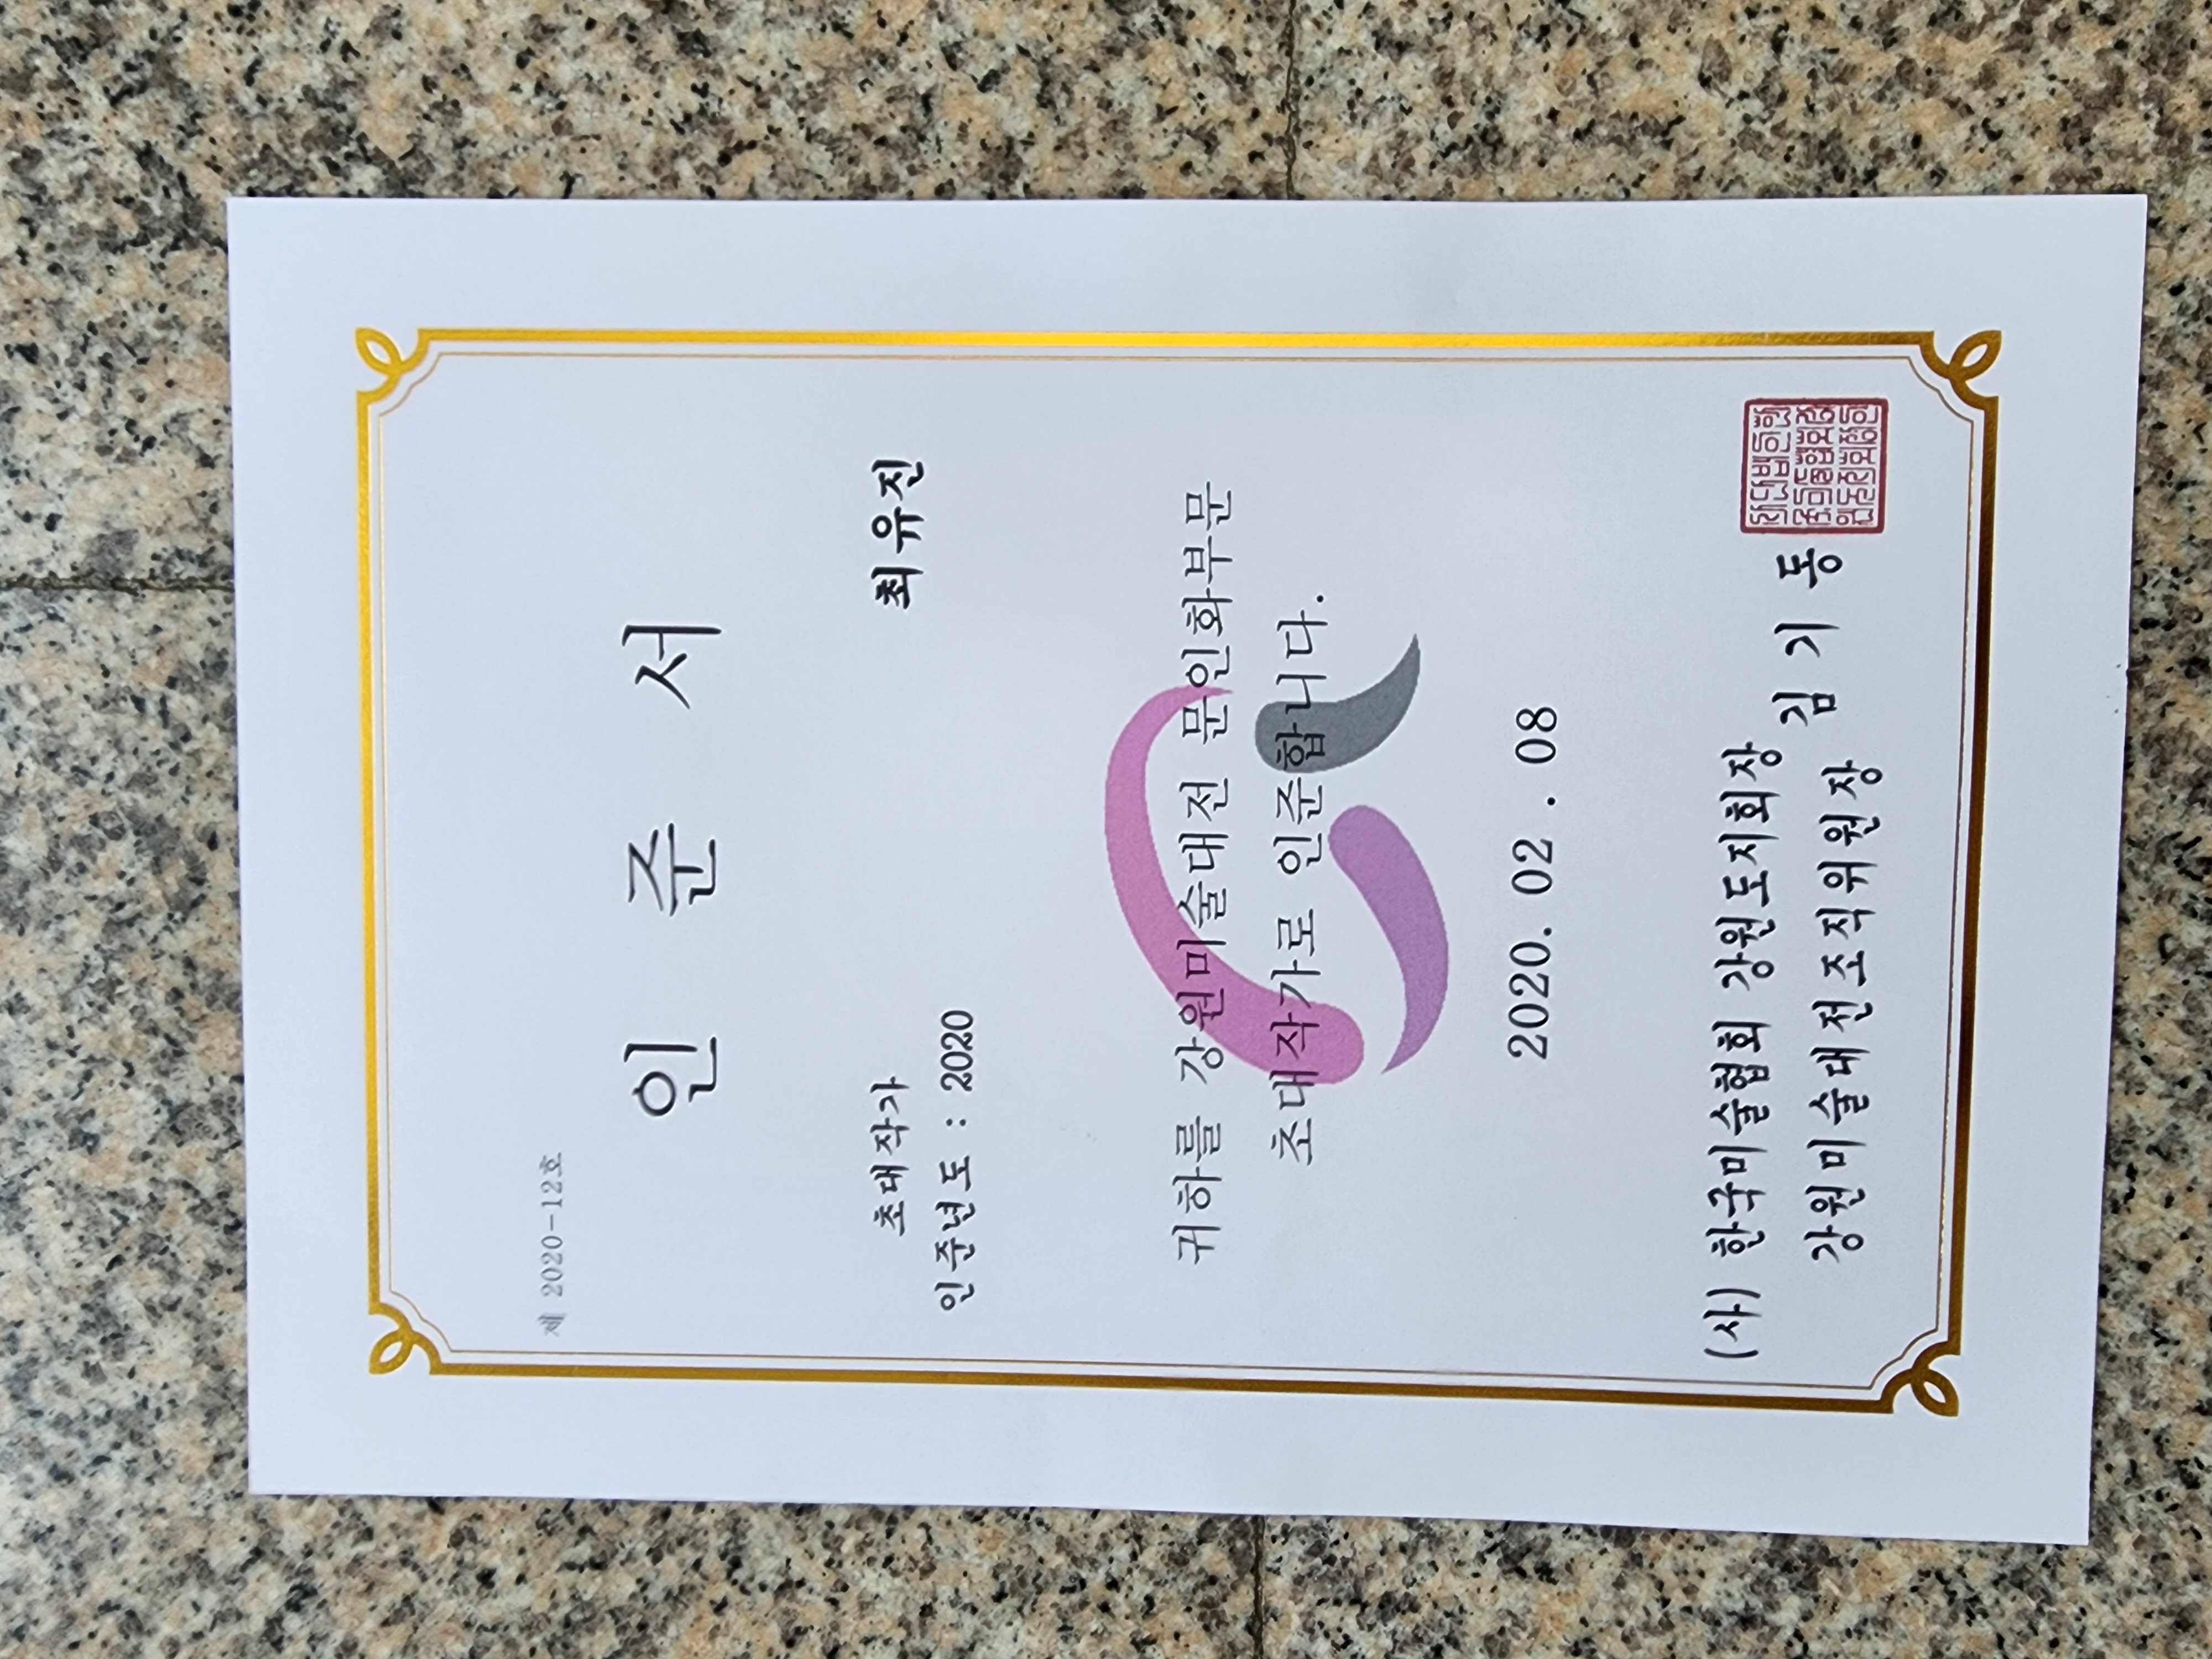 제 2020-12호
인 준 서
초대작가 최유진
인준년도 : 2020
귀하를 강원미술대전 문인화부문
초대작가로 인준합니다.
2020. 02 . 08
(사) 한국미술협회 강원도지회장
김 기 동
강원미술대전조직위원장